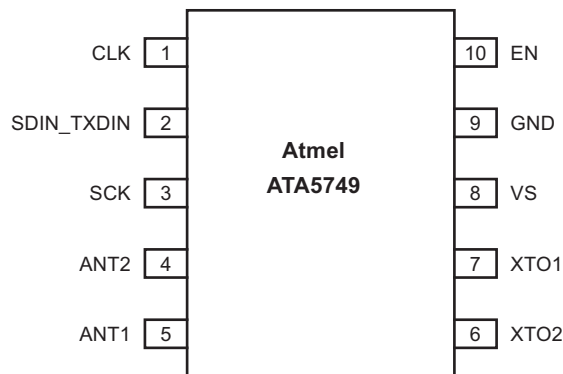 CLK 1
SDIN_TXDIN 2
SCK 3
ANT2 4
ANT1 5
Atmel
ATA5749
10 EN
9 GND
8 VS
7 XTO1
6 XTO2